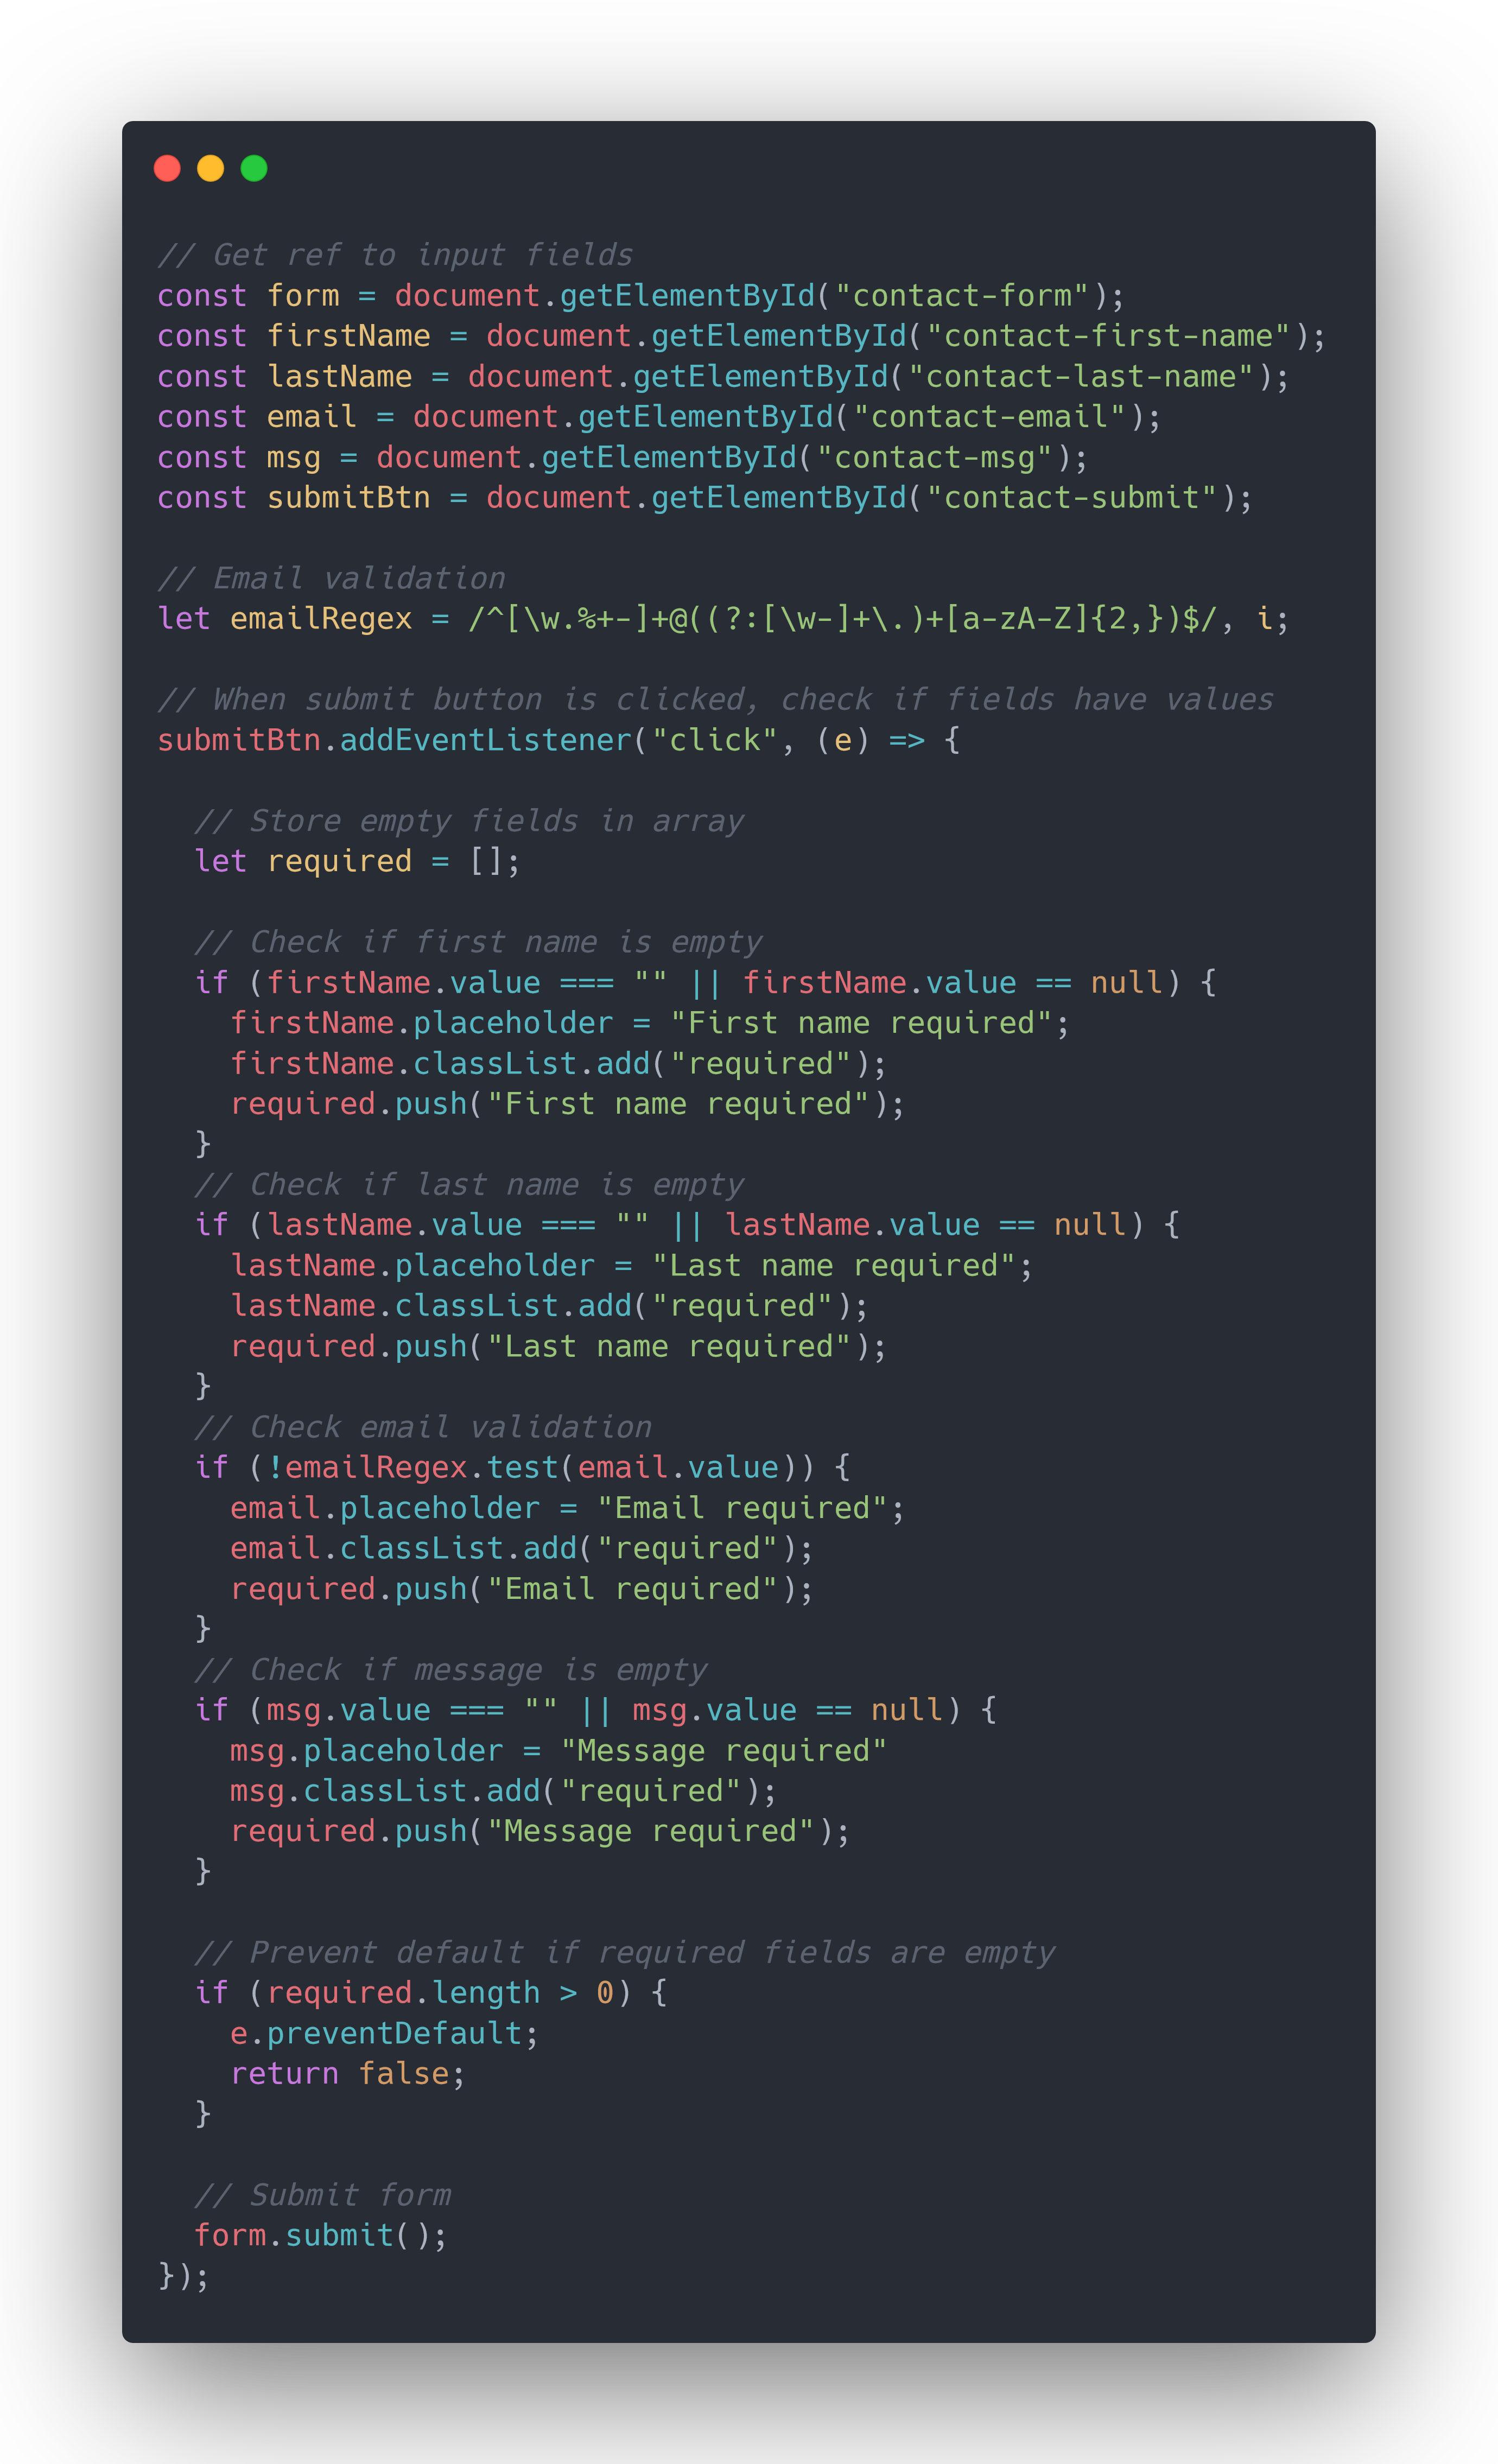 // Get ref to input fields
const form = document.getElementById("contact-form");
const firstName = document.getElementById("contact-first-name");
const lastName = document.getElementById("contact-last-name");
const email = document.getElementById("contact-email");
const msg = document.getElementById("contact-msg");
const submitBtn = document.getElementById("contact-submit");

// Email validation
let emailRegex = /^[\w.%+-]+@((?:[\w-]+\.)+[a-zA-Z]{2,})$/, i;

// When submit button is clicked, check if fields have values
submitBtn.addEventListener("click", (e) => {

  // Store empty fields in array
  let required = [];

  // Check if first name is empty
  if (firstName.value === "" || firstName.value == null) {
    firstName.placeholder = "First name required";
    firstName.classList.add("required");
    required.push("First name required");
  }
  // Check if last name is empty
  if (lastName.value === "" || lastName.value == null) {
    lastName.placeholder = "Last name required";
    lastName.classList.add("required");
    required.push("Last name required");
  }
  // Check email validation
  if (!emailRegex.test(email.value)) {
    email.placeholder = "Email required";
    email.classList.add("required");
    required.push("Email required");
  }
  // Check if message is empty
  if (msg.value === "" || msg.value == null) {
    msg.placeholder = "Message required"
    msg.classList.add("required");
    required.push("Message required");
  }

  // Prevent default if required fields are empty
  if (required.length > 0) {
    e.preventDefault;
    return false;
  }

  // Submit form
  form.submit();
});